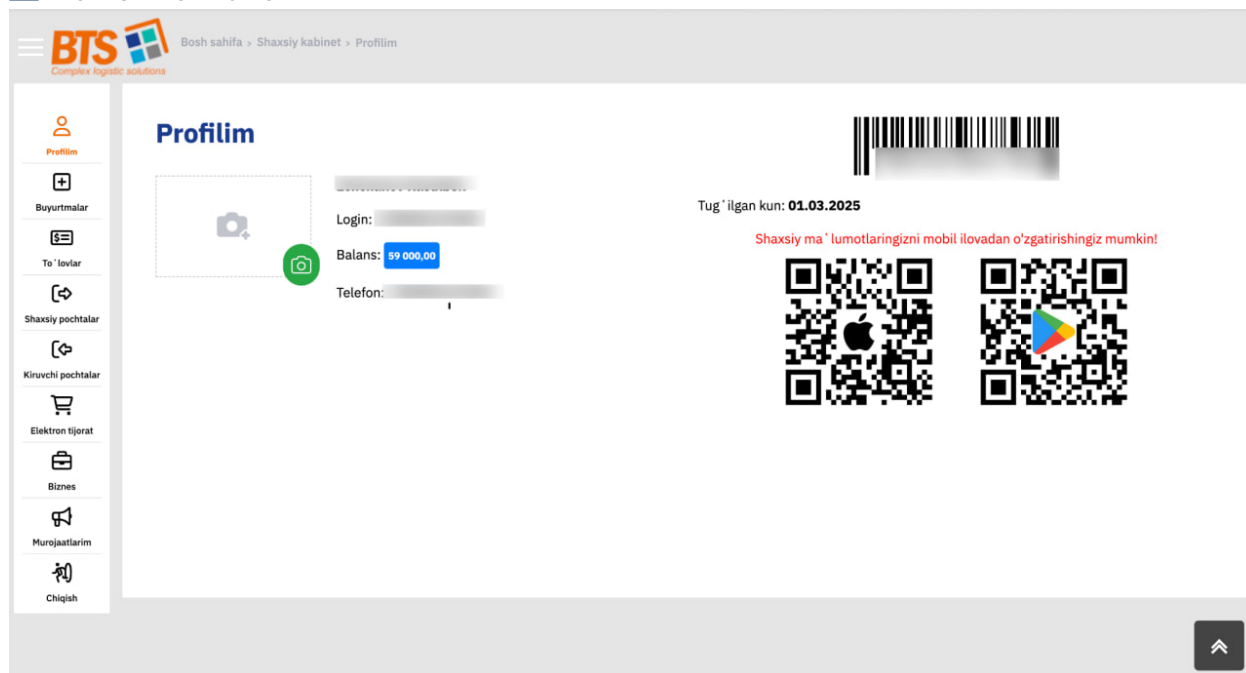 BTS
Complex logistic solutions
Bosh sahifa > Shaxsiy kabinet > Profilim
Profilim
Buyurtmalar
To`lovlar
Shaxsiy pochtalar
Kiruvchi pochtalar
Elektron tijorat
Biznes
Murojaatlarim
Chiqish
Profilim
Login:
Balans: 59 000,00
Telefon:
Tug`ilgan kun: 01.03.2025
Shaxsiy ma`lumotlaringizni mobil ilovadan o'zgatirishingiz mumkin!